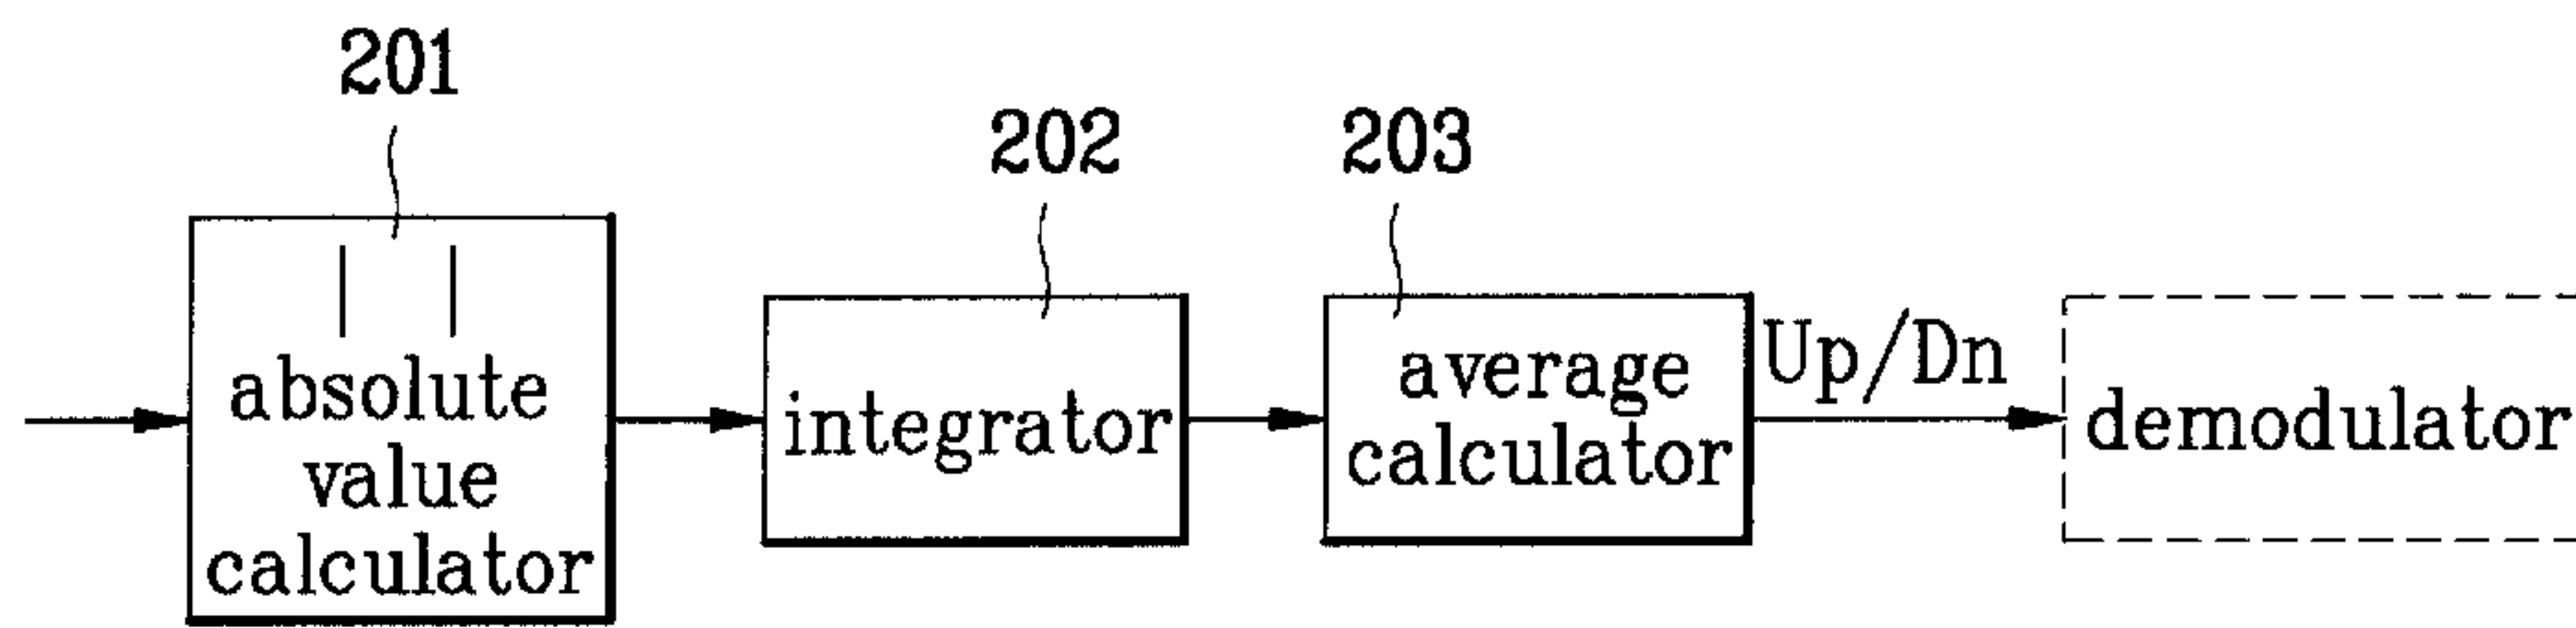 201
202
203
| |
absolute
value
calculator
integrator
average
calculator
Up/Dn
demodulator